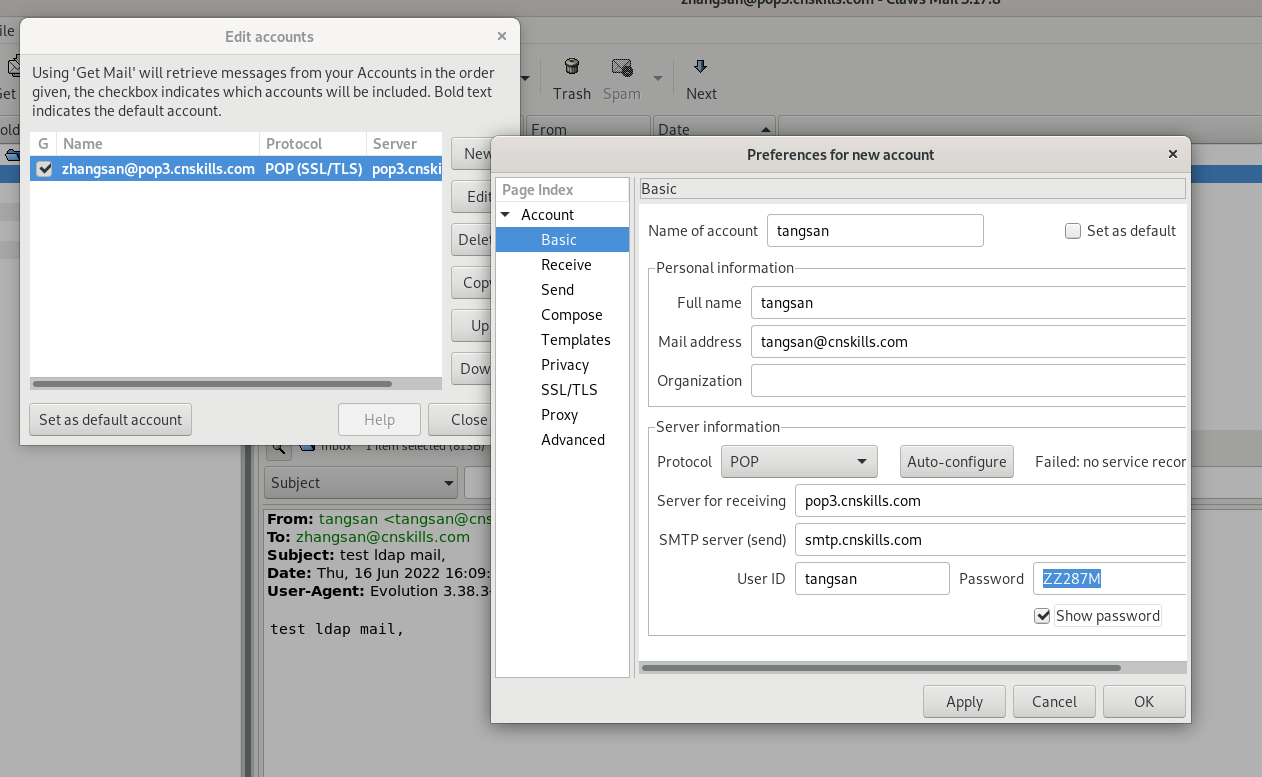 zhangsan@pop3.cnskills.com - Claws Mail 3.17.8
Edit accounts
Using 'Get Mail' will retrieve messages from your Accounts in the order
given, the checkbox indicates which accounts will be included. Bold text
indicates the default account.
G Name Protocol Server
zhangsan@pop3.cnskills.com POP (SSL/TLS) pop3.cnski
New
Edit
Delet
Copy
Up
Dow
Set as default account Help Close
Trash Spam Next
From Date
Preferences for new account
Page Index
Account
Basic
Receive
Send
Compose
Templates
Privacy
SSL/TLS
Proxy
Advanced
Basic
Name of account tangsan Set as default
Personal information
Full name tangsan
Mail address tangsan@cnskills.com
Organization
Server information
Protocol POP Auto-configure Failed: no service recor
Server for receiving pop3.cnskills.com
SMTP server (send) smtp.cnskills.com
User ID tangsan Password ZZ287M
Show password
Apply Cancel OK
Inbox 1 item selected (813B)
Subject
From: tangsan <tangsan@cns
To: zhangsan@cnskills.com
Subject: test ldap mail,
Date: Thu, 16 Jun 2022 16:09:
User-Agent: Evolution 3.38.3-
test ldap mail,